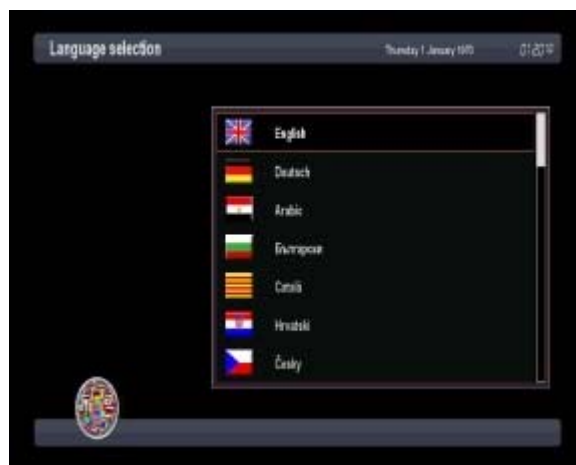 Language selection
Thursday 1 January 1970
01:20
English
Deutsch
Arabic
Български
Català
Hrvatski
Česky